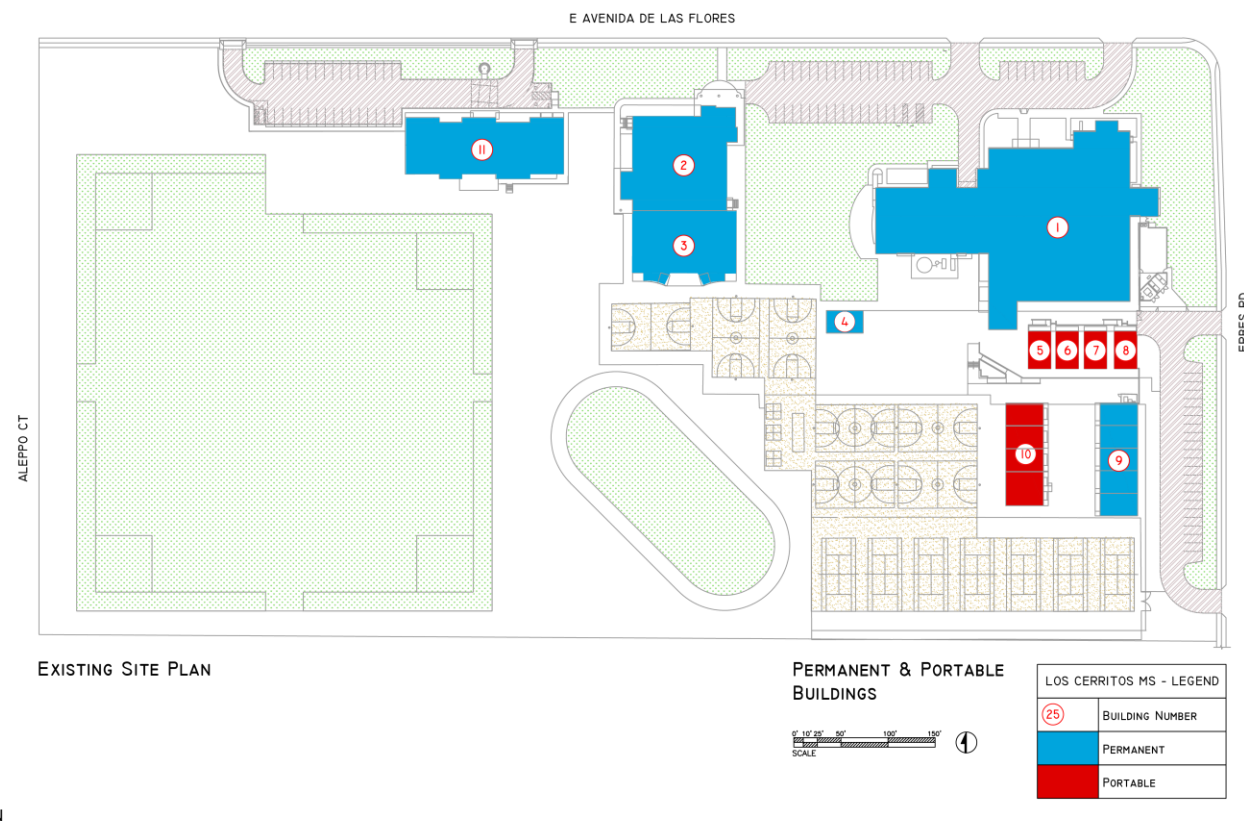 E AVENIDA DE LAS FLORES
11
2
3
1
4
5 6 7 8
10
9
ALEPPO CT
EXISTING SITE PLAN
PERMANENT & PORTABLE
BUILDINGS
0' 10' 25' 50' 100' 150'
SCALE
LOS CERRITOS MS - LEGEND
25 BUILDING NUMBER
PERMANENT
PORTABLE